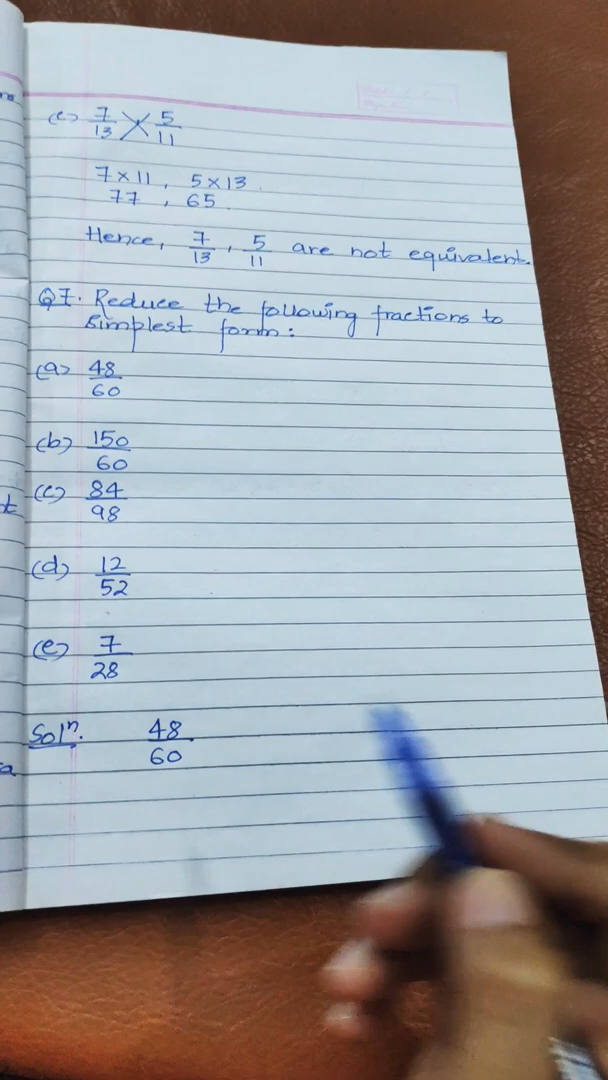 (c) 7/13 × 5/11
7×11 , 5×13.
77 , 65.
Hence, 7/13 , 5/11 are not equivalent.
Q7. Reduce the following fractions to
simplest form:
(a) 48/60
(b) 150/60
(c) 84/98
(d) 12/52
(e) 7/28
Solⁿ. 48/60